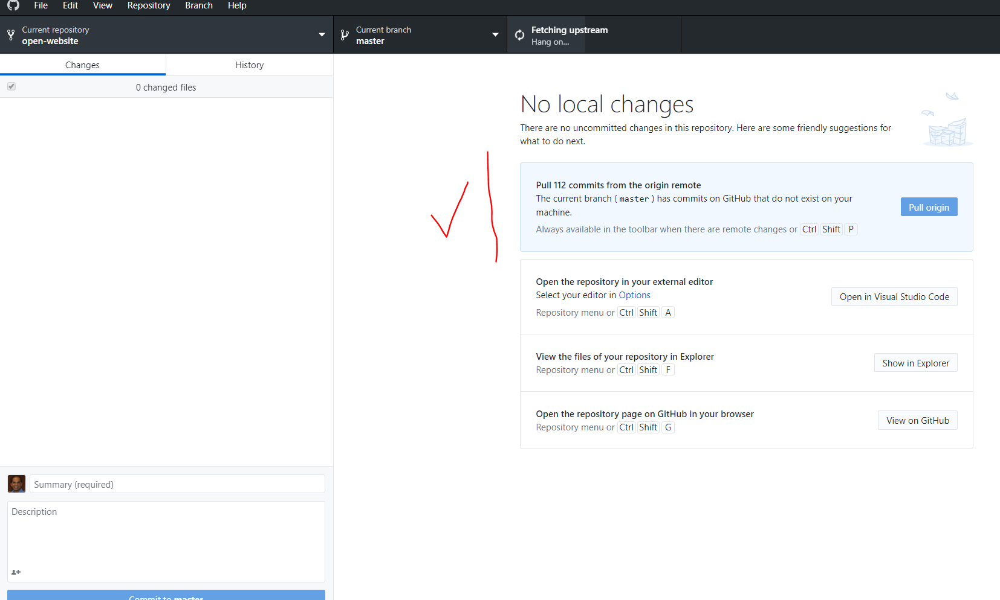 File Edit View Repository Branch Help
Current repository
open-website
Current branch
master
Fetching upstream
Hang on...
Changes
History
0 changed files
No local changes
There are no uncommitted changes in this repository. Here are some friendly suggestions for
what to do next.
Pull 112 commits from the origin remote
The current branch ( master ) has commits on GitHub that do not exist on your
machine.
Always available in the toolbar when there are remote changes or Ctrl Shift P
Pull origin
Open the repository in your external editor
Select your editor in Options
Repository menu or Ctrl Shift A
Open in Visual Studio Code
View the files of your repository in Explorer
Repository menu or Ctrl Shift F
Show in Explorer
Open the repository page on GitHub in your browser
Repository menu or Ctrl Shift G
View on GitHub
Summary (required)
Description
Commit to master